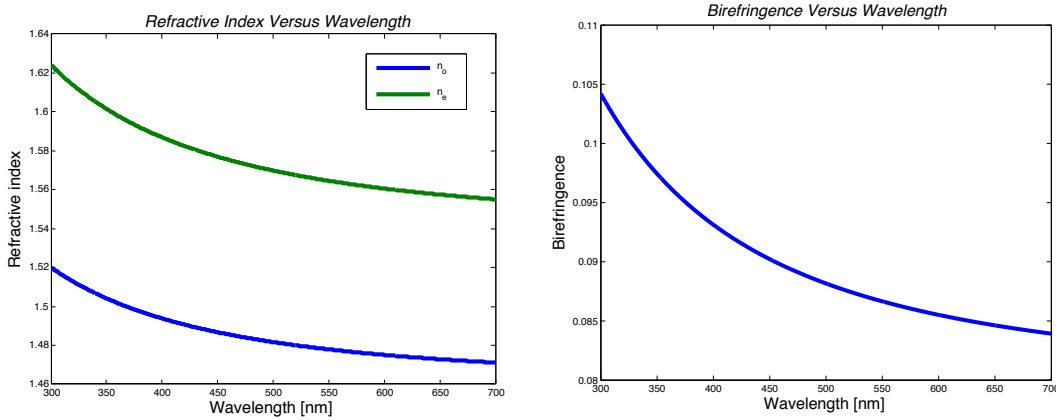 Refractive Index Versus Wavelength
1.64
1.62
1.6
1.58
1.56
1.54
1.52
1.5
1.48
1.46
300 350 400 450 500 550 600 650 700
Refractive index
Wavelength [nm]
n_o
n_e
Birefringence Versus Wavelength
0.11
0.105
0.1
0.095
0.09
0.085
0.08
300 350 400 450 500 550 600 650 700
Birefringence
Wavelength [nm]